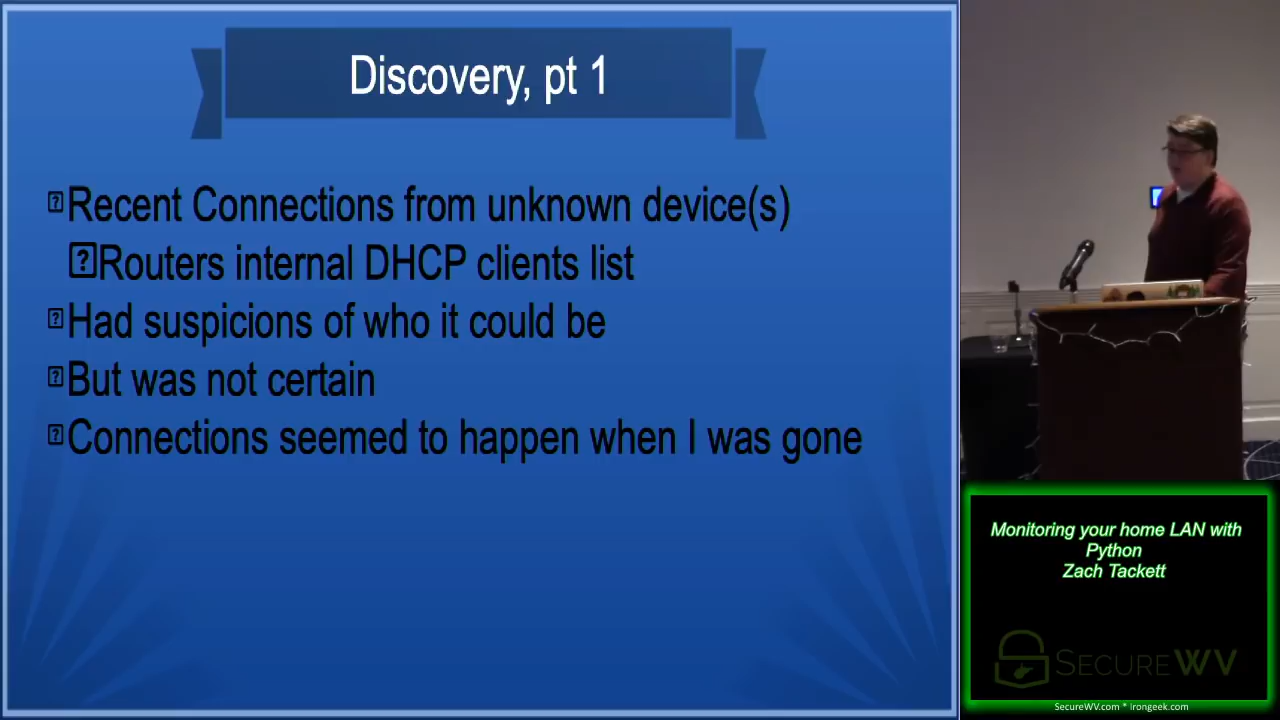 Discovery, pt 1
Recent Connections from unknown device(s)
Routers internal DHCP clients list
Had suspicions of who it could be
But was not certain
Connections seemed to happen when I was gone
Monitoring your home LAN with
Python
Zach Tackett
SECUREWV
SecureWV.com * irongeek.com